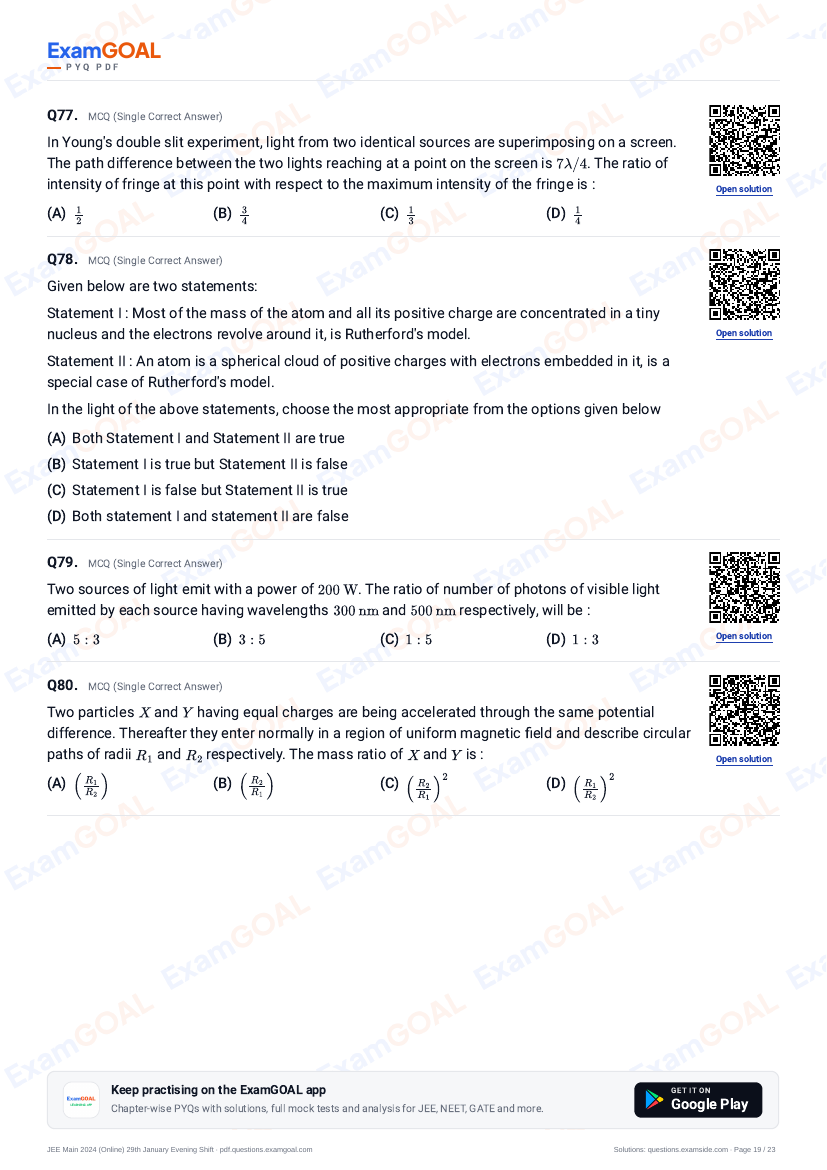 ExamGOAL
PYQ PDF
Q77. MCQ (Single Correct Answer)
In Young's double slit experiment, light from two identical sources are superimposing on a screen.
The path difference between the two lights reaching at a point on the screen is 7λ/4. The ratio of
intensity of fringe at this point with respect to the maximum intensity of the fringe is :
(A) 1/2 (B) 3/4 (C) 1/3 (D) 1/4
Open solution
Q78. MCQ (Single Correct Answer)
Given below are two statements:
Statement I : Most of the mass of the atom and all its positive charge are concentrated in a tiny
nucleus and the electrons revolve around it, is Rutherford's model.
Statement II : An atom is a spherical cloud of positive charges with electrons embedded in it, is a
special case of Rutherford's model.
In the light of the above statements, choose the most appropriate from the options given below
(A) Both Statement I and Statement II are true
(B) Statement I is true but Statement II is false
(C) Statement I is false but Statement II is true
(D) Both statement I and statement II are false
Open solution
Q79. MCQ (Single Correct Answer)
Two sources of light emit with a power of 200 W. The ratio of number of photons of visible light
emitted by each source having wavelengths 300 nm and 500 nm respectively, will be :
(A) 5 : 3 (B) 3 : 5 (C) 1 : 5 (D) 1 : 3
Open solution
Q80. MCQ (Single Correct Answer)
Two particles X and Y having equal charges are being accelerated through the same potential
difference. Thereafter they enter normally in a region of uniform magnetic field and describe circular
paths of radii R₁ and R₂ respectively. The mass ratio of X and Y is :
(A) (R₁/R₂) (B) (R₂/R₁) (C) (R₂/R₁)² (D) (R₁/R₂)²
Open solution
Keep practising on the ExamGOAL app
Chapter-wise PYQs with solutions, full mock tests and analysis for JEE, NEET, GATE and more.
GET IT ON
Google Play
JEE Main 2024 (Online) 29th January Evening Shift · pdf.questions.examgoal.com
Solutions: questions.examside.com · Page 19 / 23